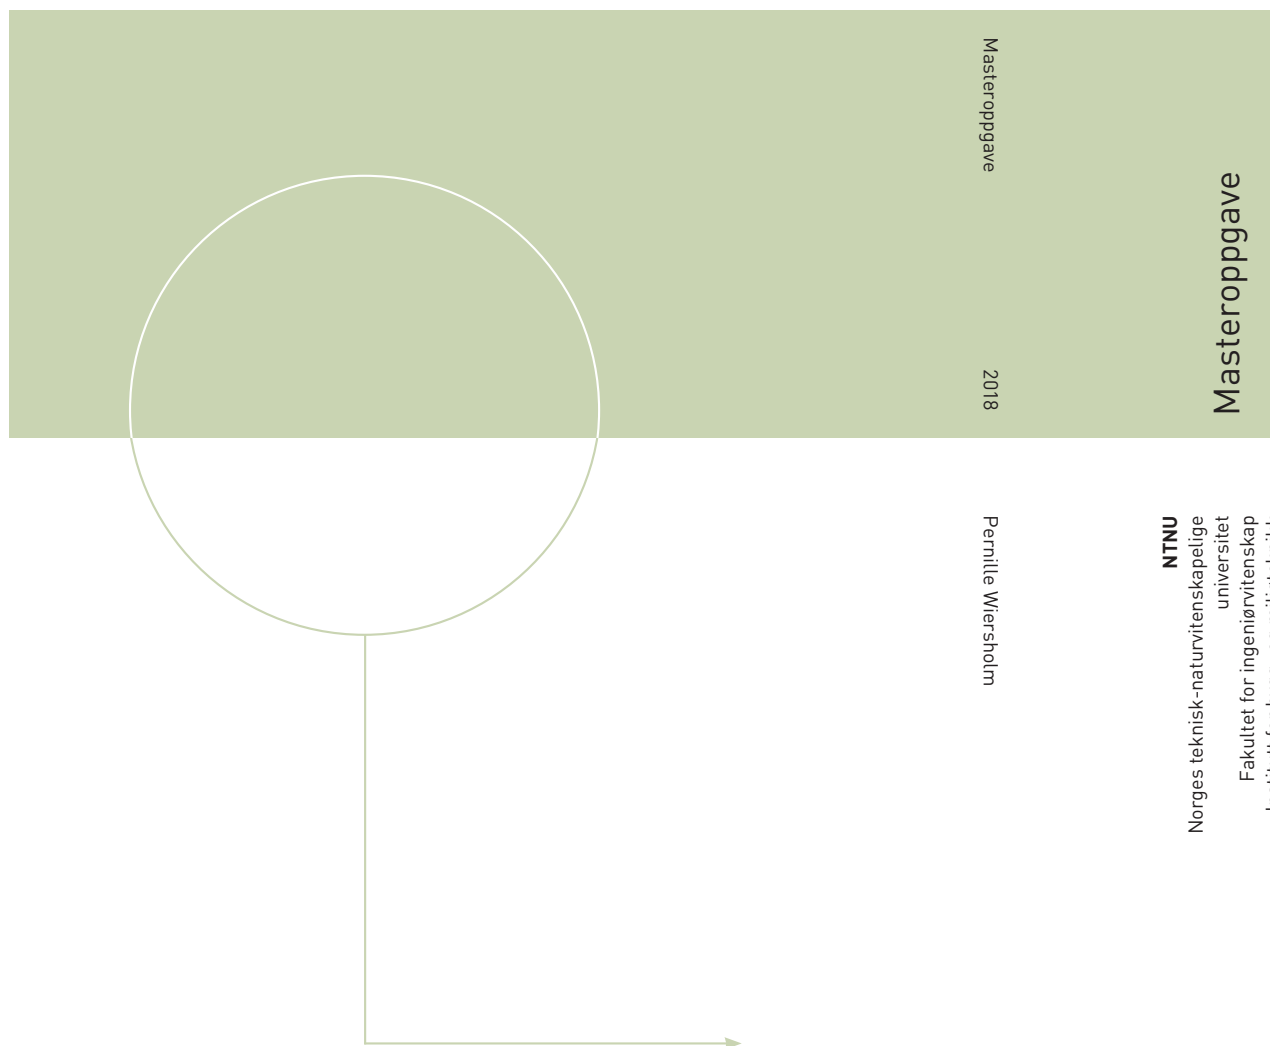 Masteroppgave
2018
Pernille Wiersholm
Masteroppgave
NTNU
Norges teknisk-naturvitenskapelige
universitet
Fakultet for ingeniørvitenskap